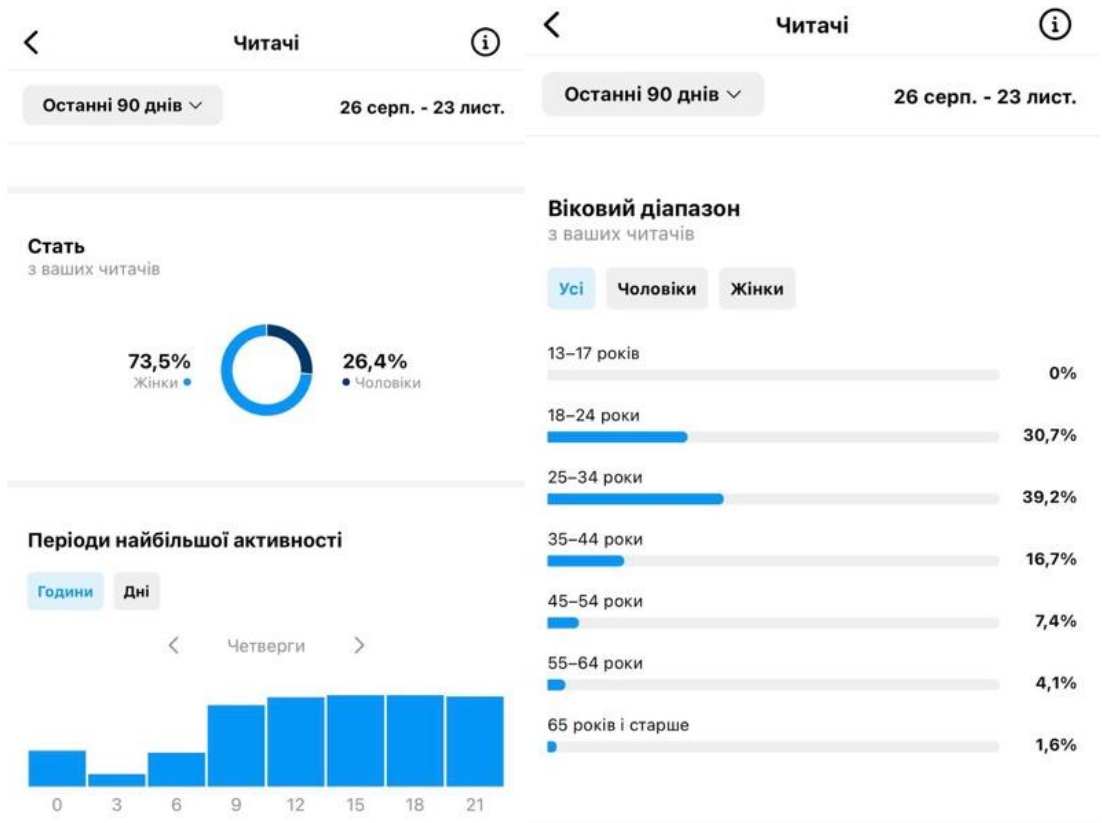 Читачі
Останні 90 днів
26 серп. - 23 лист.
Стать
з ваших читачів
73,5%
Жінки
26,4%
Чоловіки
Періоди найбільшої активності
Години
Дні
Четверги
0 3 6 9 12 15 18 21
Читачі
Останні 90 днів
26 серп. - 23 лист.
Віковий діапазон
з ваших читачів
Усі
Чоловіки
Жінки
13–17 років
0%
18–24 роки
30,7%
25–34 роки
39,2%
35–44 роки
16,7%
45–54 роки
7,4%
55–64 роки
4,1%
65 років і старше
1,6%